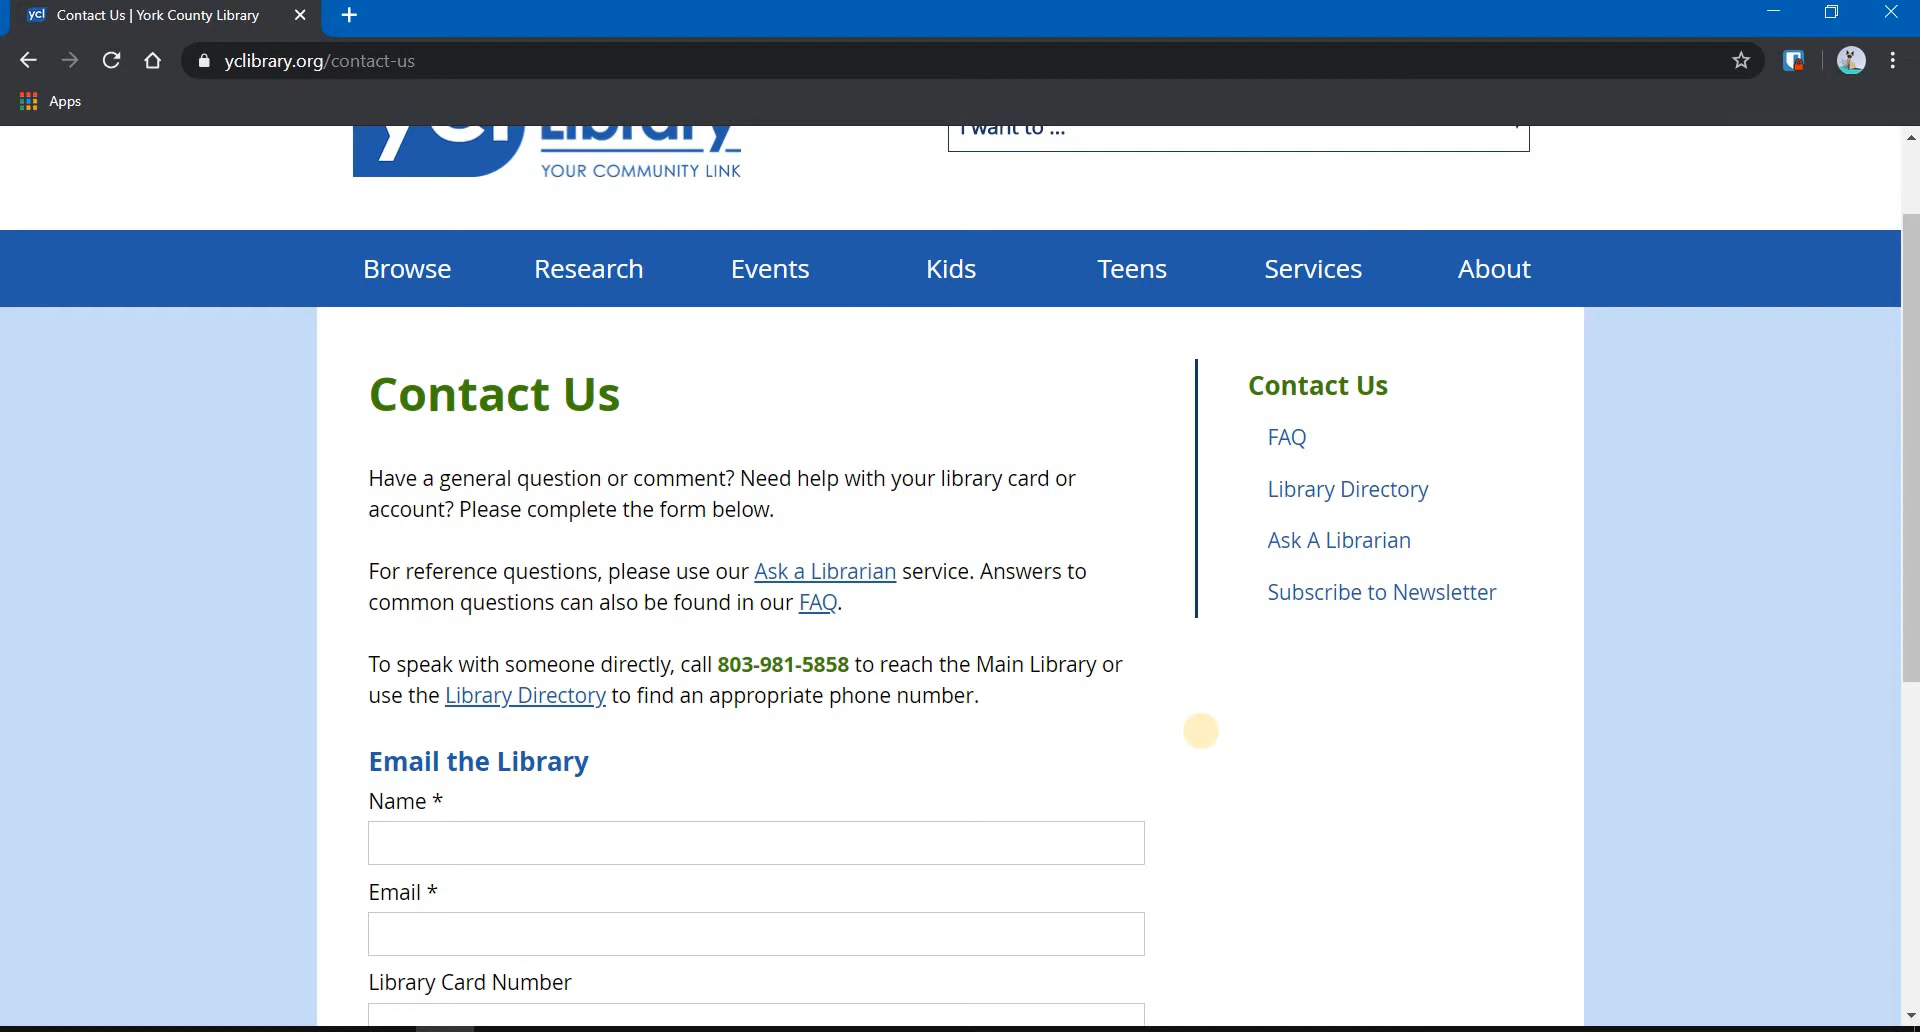 ycl Contact Us | York County Library
yclibrary.org/contact-us
Apps
ycl Library
I want to ...
YOUR COMMUNITY LINK
Browse Research Events Kids Teens Services About
Contact Us
Have a general question or comment? Need help with your library card or
account? Please complete the form below.
For reference questions, please use our Ask a Librarian service. Answers to
common questions can also be found in our FAQ.
To speak with someone directly, call 803-981-5858 to reach the Main Library or
use the Library Directory to find an appropriate phone number.
Email the Library
Name *
Email *
Library Card Number
Contact Us
FAQ
Library Directory
Ask A Librarian
Subscribe to Newsletter